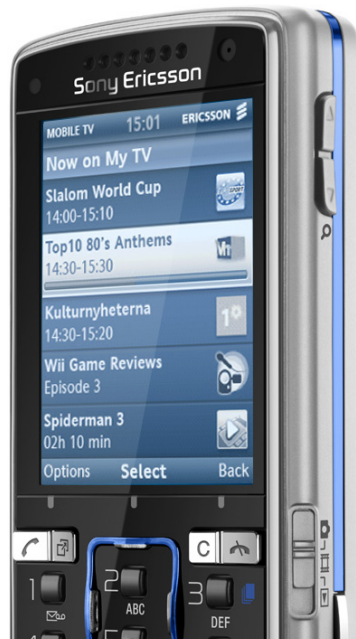 Sony Ericsson
MOBILE TV 15:01 ERICSSON
Now on My TV
Slalom World Cup
14:00-15:10
Top10 80's Anthems
14:30-15:30
Kulturnyheterna
14:30-15:20
Wii Game Reviews
Episode 3
Spiderman 3
02h 10 min
Options Select Back
C
1 2 ABC 3 DEF